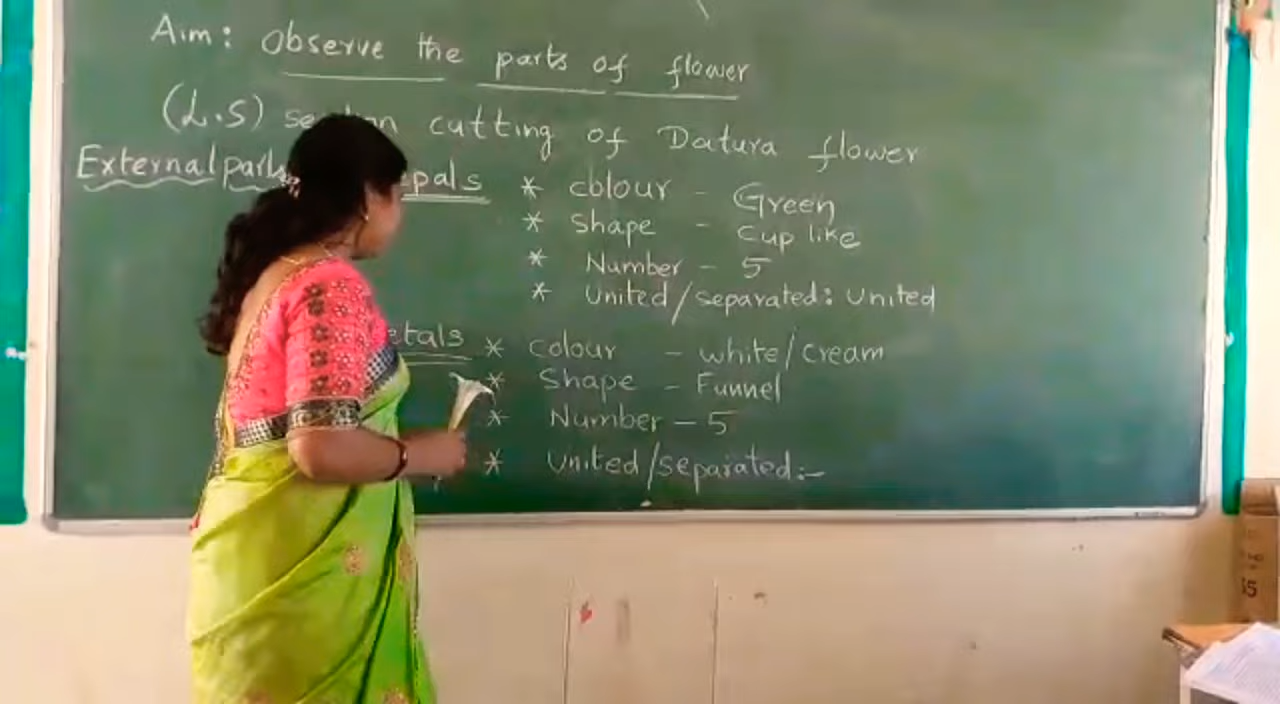 Aim: Observe the parts of flower
(L.S) cutting of Datura flower
External parts * colour - Green
* shape - cup like
* Number - 5
* United/separated: United
* colour - white/cream
* Shape - Funnel
* Number - 5
* United/separated:-